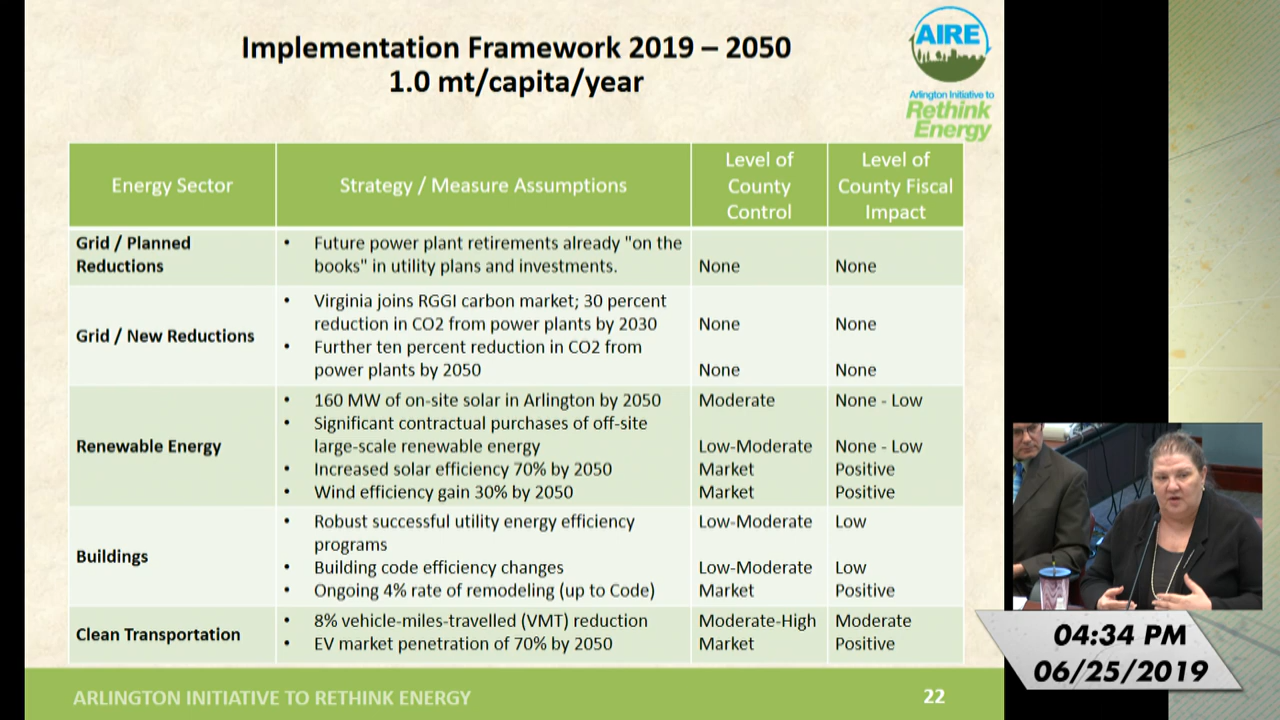 Implementation Framework 2019 – 2050
1.0 mt/capita/year
AIRE
Arlington Initiative to
Rethink
Energy
Energy Sector
Strategy / Measure Assumptions
Level of
County
Control
Level of
County Fiscal
Impact
Grid / Planned
Reductions
• Future power plant retirements already "on the
books" in utility plans and investments.
None
None
Grid / New Reductions
• Virginia joins RGGI carbon market; 30 percent
reduction in CO2 from power plants by 2030
None
None
• Further ten percent reduction in CO2 from
power plants by 2050
None
None
Renewable Energy
• 160 MW of on-site solar in Arlington by 2050
Moderate
None - Low
• Significant contractual purchases of off-site
large-scale renewable energy
Low-Moderate
None - Low
• Increased solar efficiency 70% by 2050
Market
Positive
• Wind efficiency gain 30% by 2050
Market
Positive
Buildings
• Robust successful utility energy efficiency
programs
Low-Moderate
Low
• Building code efficiency changes
Low-Moderate
Low
• Ongoing 4% rate of remodeling (up to Code)
Market
Positive
Clean Transportation
• 8% vehicle-miles-travelled (VMT) reduction
Moderate-High
Moderate
• EV market penetration of 70% by 2050
Market
Positive
ARLINGTON INITIATIVE TO RETHINK ENERGY
22
04:34 PM
06/25/2019